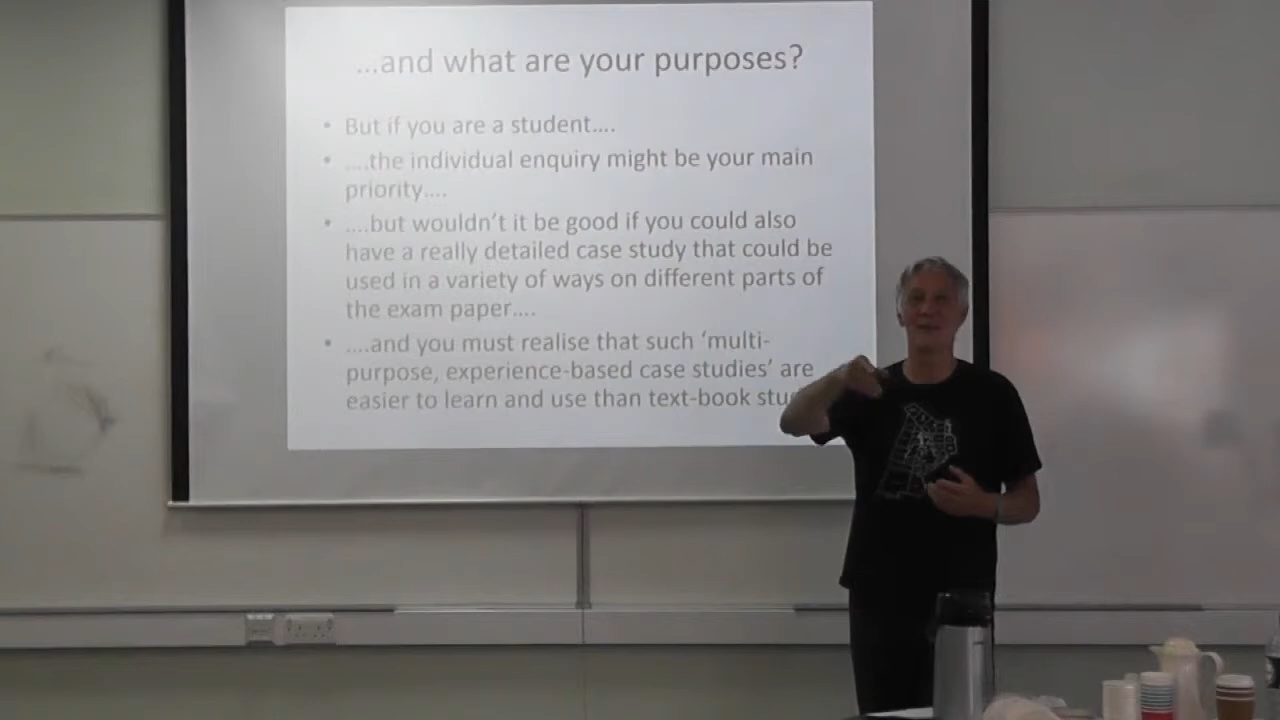 ...and what are your purposes?
• But if you are a student....
• ....the individual enquiry might be your main
priority....
• ....but wouldn't it be good if you could also
have a really detailed case study that could be
used in a variety of ways on different parts of
the exam paper....
• ....and you must realise that such 'multi-
purpose, experience-based case studies' are
easier to learn and use than text-book